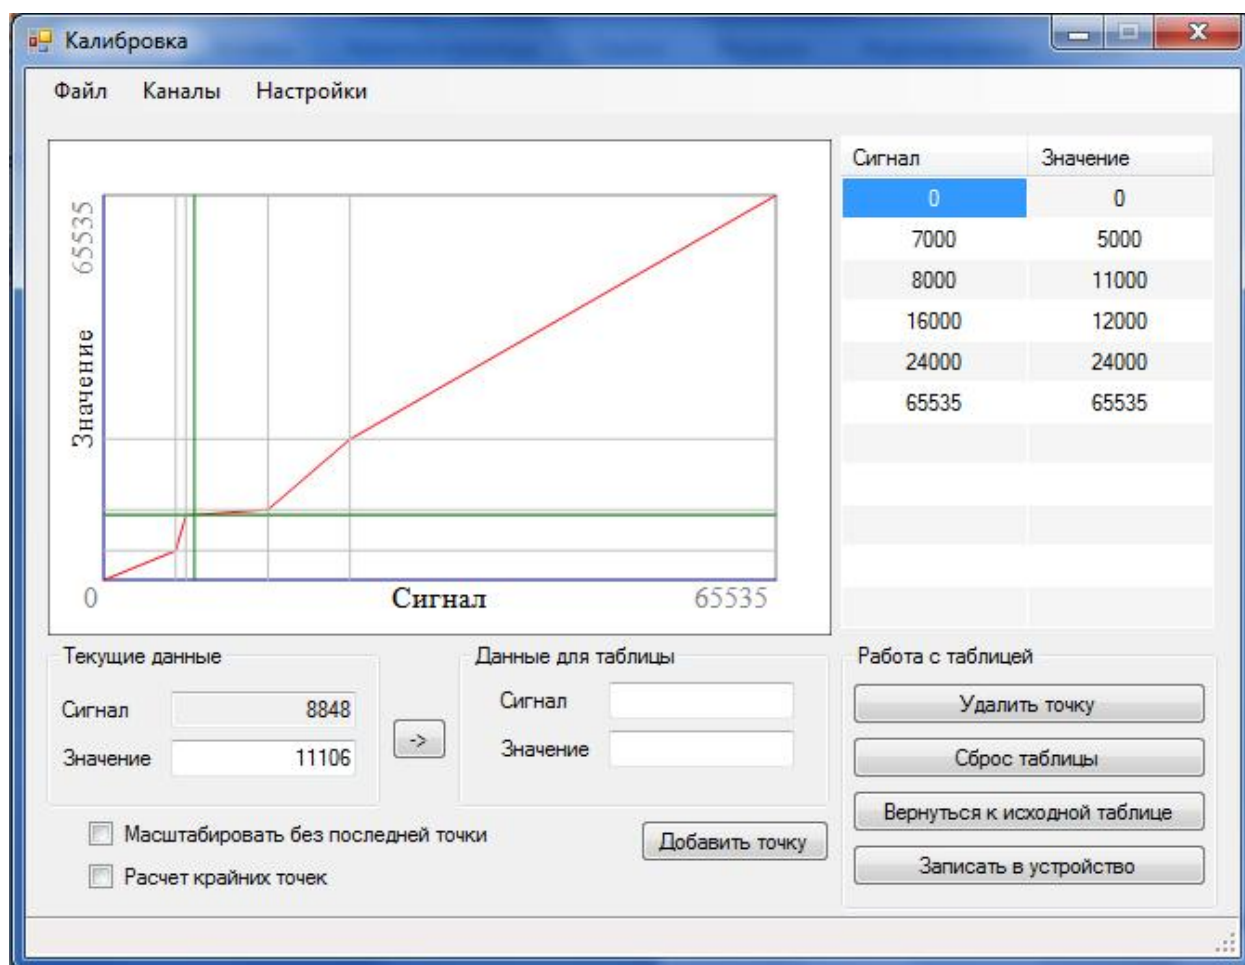 Калибровка
Файл Каналы Настройки
65535
Значение
0 Сигнал 65535
Сигнал Значение
0 0
7000 5000
8000 11000
16000 12000
24000 24000
65535 65535
Текущие данные
Сигнал 8848
Значение 11106
->
Данные для таблицы
Сигнал
Значение
Масштабировать без последней точки
Расчет крайних точек
Добавить точку
Работа с таблицей
Удалить точку
Сброс таблицы
Вернуться к исходной таблице
Записать в устройство